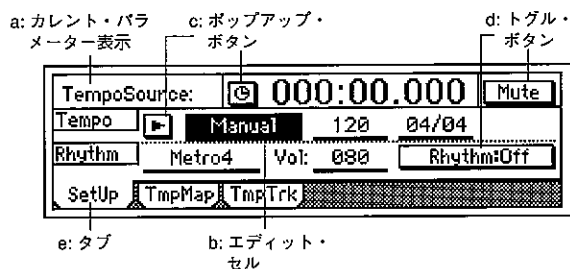 a: カレント・パラメーター表示
c: ポップアップ・ボタン
d: トグル・ボタン
TempoSource: 000:00.000 Mute
Tempo Manual 120 04/04
Rhythm Metro4 Vol: 080 Rhythm:Off
SetUp TmpMap TmpTrk
e: タブ
b: エディット・セル